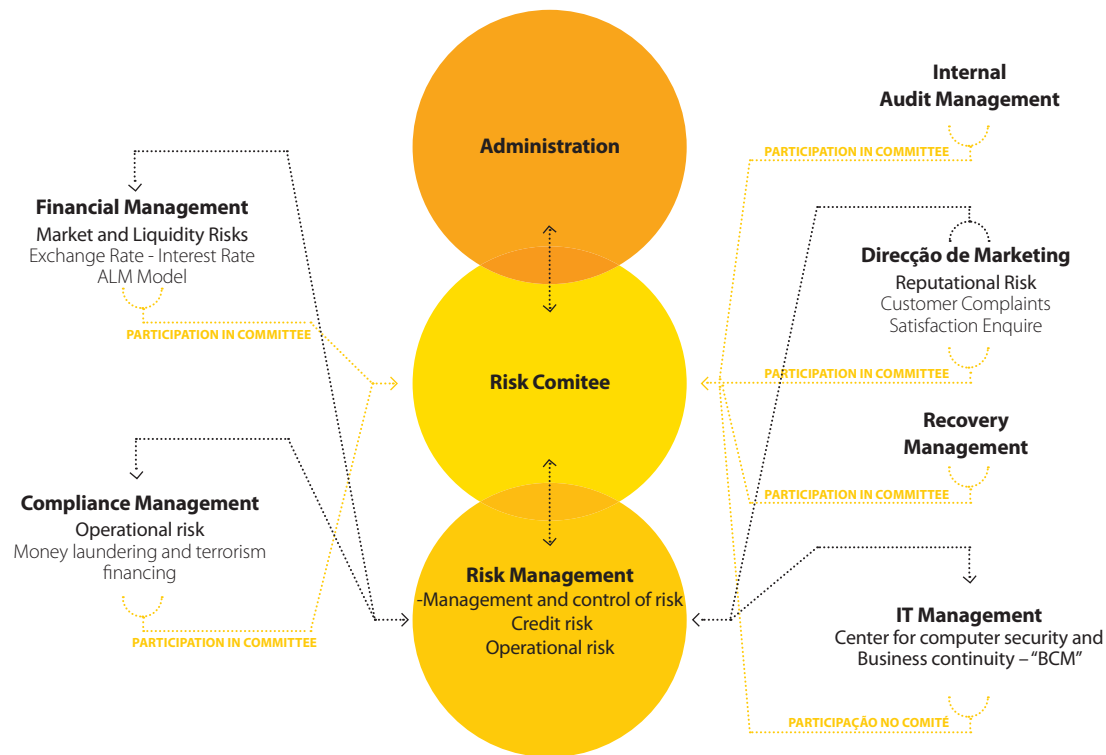 Administration
Risk Comitee
Risk Management
-Management and control of risk
Credit risk
Operational risk
Financial Management
Market and Liquidity Risks
Exchange Rate - Interest Rate
ALM Model
PARTICIPATION IN COMMITTEE
Compliance Management
Operational risk
Money laundering and terrorism
financing
PARTICIPATION IN COMMITTEE
Internal
Audit Management
PARTICIPATION IN COMMITTEE
Direcção de Marketing
Reputational Risk
Customer Complaints
Satisfaction Enquire
PARTICIPATION IN COMMITTEE
Recovery
Management
PARTICIPATION IN COMMITTEE
IT Management
Center for computer security and
Business continuity – “BCM”
PARTICIPAÇÃO NO COMITÉ